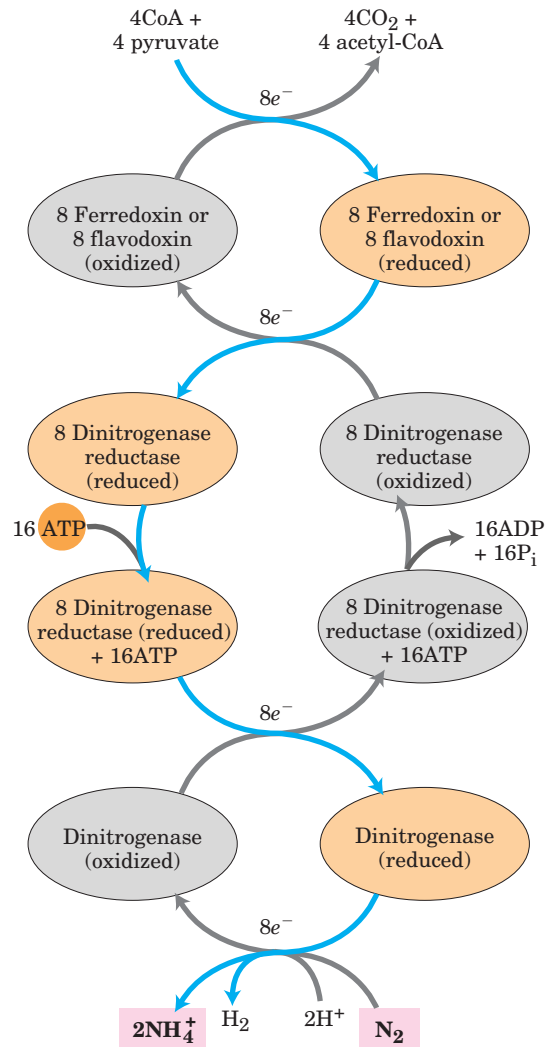 4CoA +
4 pyruvate
4CO₂ +
4 acetyl-CoA
8e⁻
8 Ferredoxin or
8 flavodoxin
(oxidized)
8 Ferredoxin or
8 flavodoxin
(reduced)
8e⁻
8 Dinitrogenase
reductase
(reduced)
8 Dinitrogenase
reductase
(oxidized)
16 ATP
16ADP
+ 16Pᵢ
8 Dinitrogenase
reductase (reduced)
+ 16ATP
8 Dinitrogenase
reductase (oxidized)
+ 16ATP
8e⁻
Dinitrogenase
(oxidized)
Dinitrogenase
(reduced)
8e⁻
2NH₄⁺
H₂
2H⁺
N₂